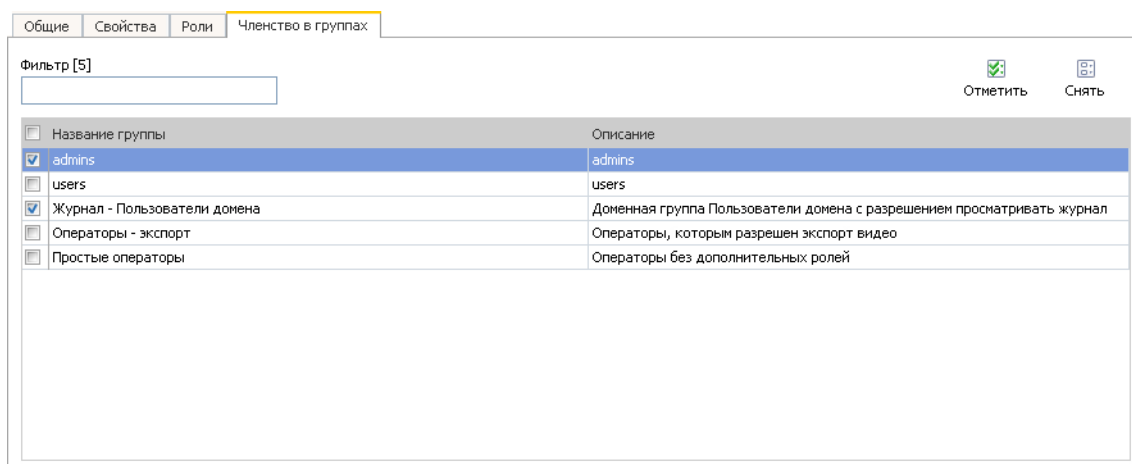 Общие Свойства Роли Членство в группах
Фильтр [5]
Отметить Снять
Название группы Описание
admins admins
users users
Журнал - Пользователи домена Доменная группа Пользователи домена с разрешением просматривать журнал
Операторы - экспорт Операторы, которым разрешен экспорт видео
Простые операторы Операторы без дополнительных ролей